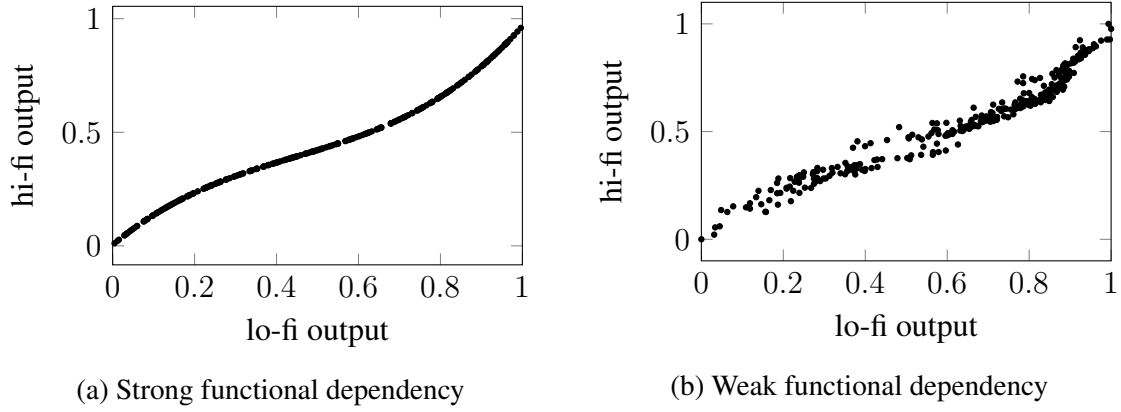 1
0.5
0
hi-fi output
0 0.2 0.4 0.6 0.8 1
lo-fi output
(a) Strong functional dependency
1
0.5
0
hi-fi output
0 0.2 0.4 0.6 0.8 1
lo-fi output
(b) Weak functional dependency